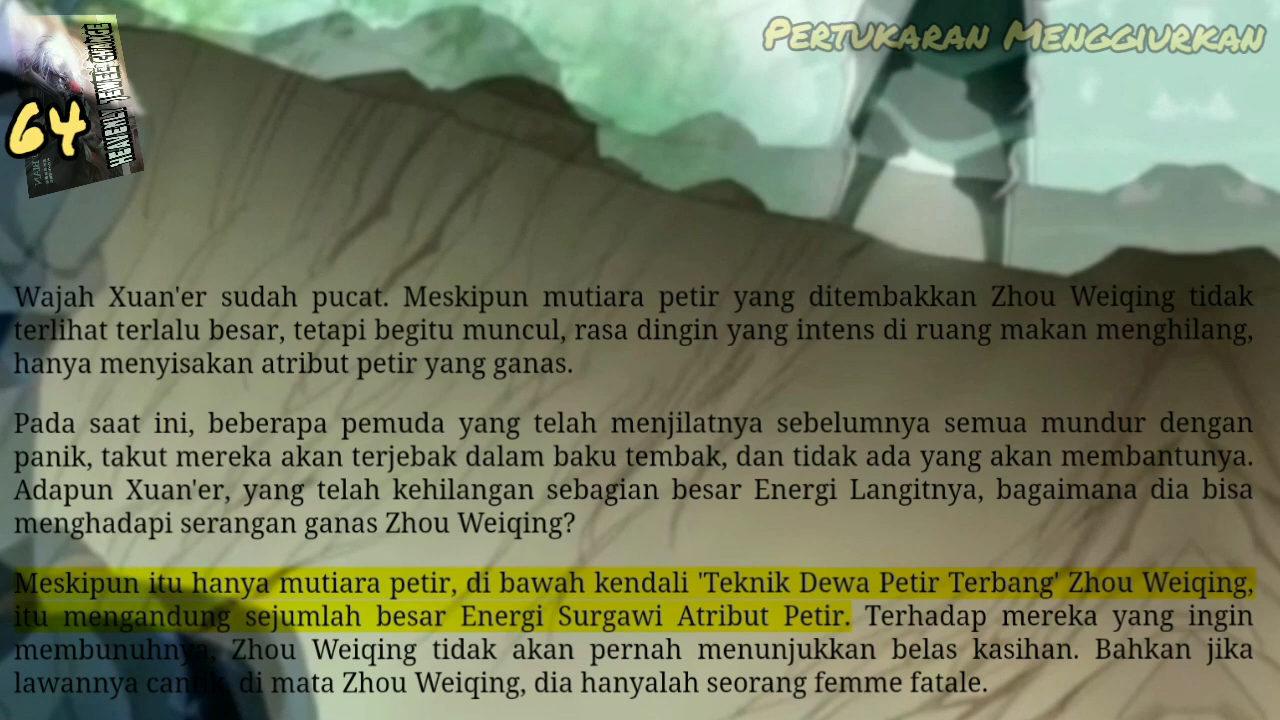 Pertukaran Menggiurkan
HEAVENLY JEWEL CHANGE
64
Wajah Xuan'er sudah pucat. Meskipun mutiara petir yang ditembakkan Zhou Weiqing tidak
terlihat terlalu besar, tetapi begitu muncul, rasa dingin yang intens di ruang makan menghilang,
hanya menyisakan atribut petir yang ganas.
Pada saat ini, beberapa pemuda yang telah menjilatnya sebelumnya semua mundur dengan
panik, takut mereka akan terjebak dalam baku tembak, dan tidak ada yang akan membantunya.
Adapun Xuan'er, yang telah kehilangan sebagian besar Energi Langitnya, bagaimana dia bisa
menghadapi serangan ganas Zhou Weiqing?
Meskipun itu hanya mutiara petir, di bawah kendali 'Teknik Dewa Petir Terbang' Zhou Weiqing,
itu mengandung sejumlah besar Energi Surgawi Atribut Petir. Terhadap mereka yang ingin
membunuhnya, Zhou Weiqing tidak akan pernah menunjukkan belas kasihan. Bahkan jika
lawannya cantik, di mata Zhou Weiqing, dia hanyalah seorang femme fatale.